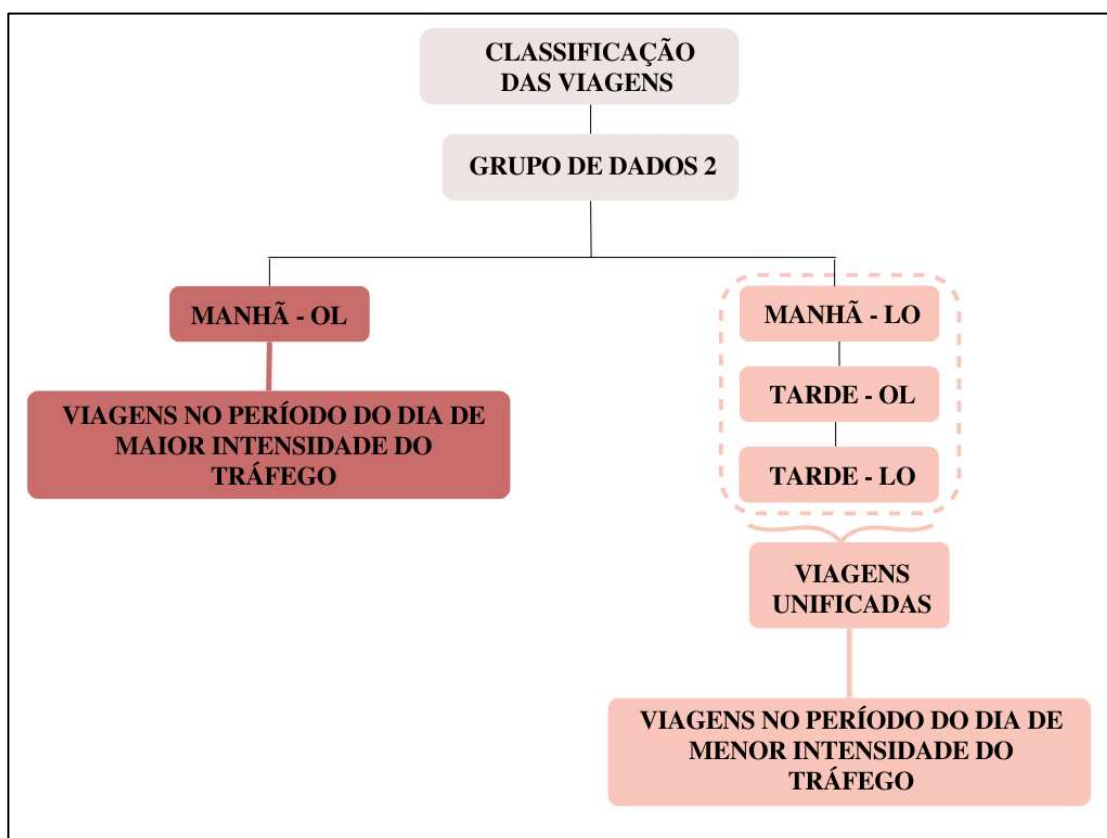 CLASSIFICAÇÃO
DAS VIAGENS
GRUPO DE DADOS 2
MANHÃ - OL
VIAGENS NO PERÍODO DO DIA DE
MAIOR INTENSIDADE DO
TRÁFEGO
MANHÃ - LO
TARDE - OL
TARDE - LO
VIAGENS
UNIFICADAS
VIAGENS NO PERÍODO DO DIA DE
MENOR INTENSIDADE DO
TRÁFEGO